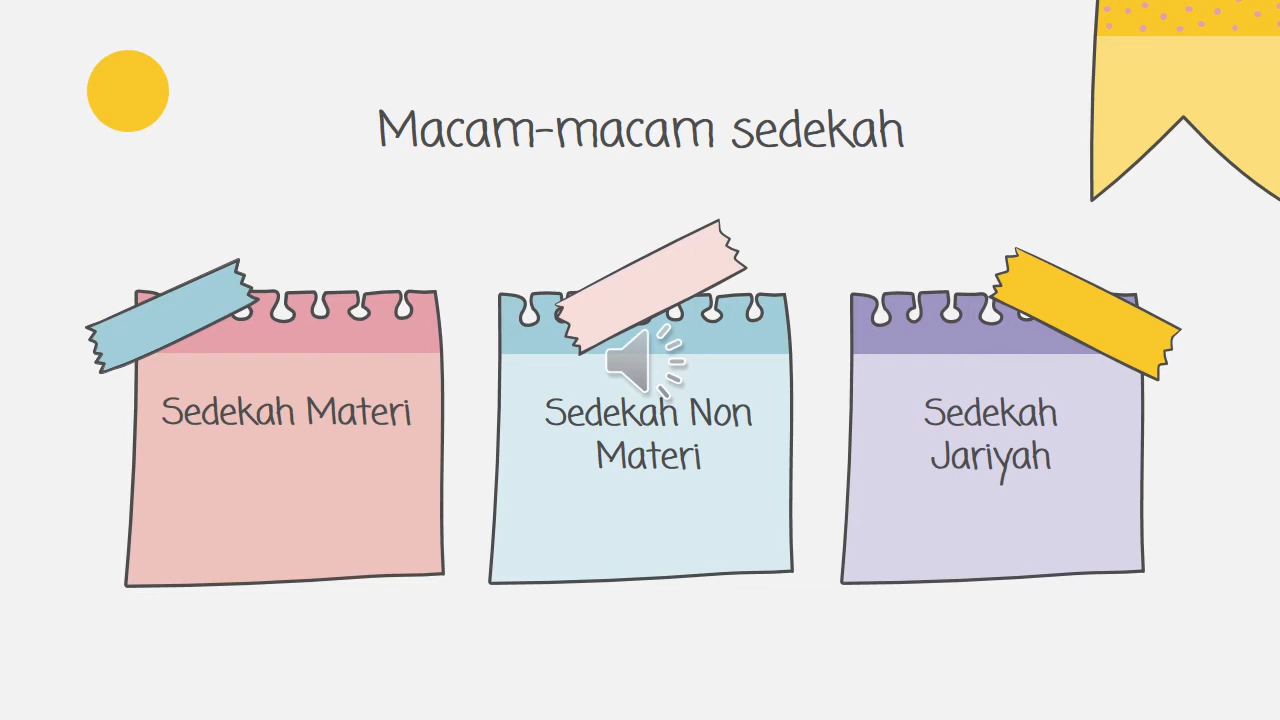 Macam-macam sedekah
Sedekah Materi
Sedekah Non
Materi
Sedekah
Jariyah